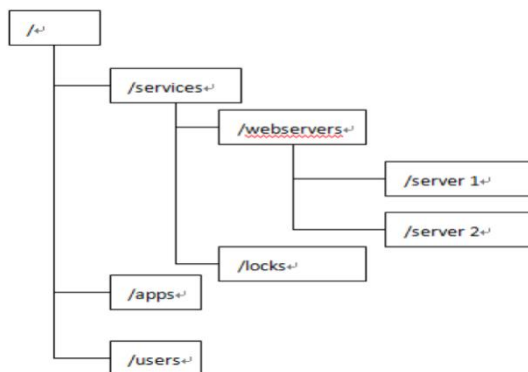 /
/services
/webservers
/server 1
/server 2
/locks
/apps
/users